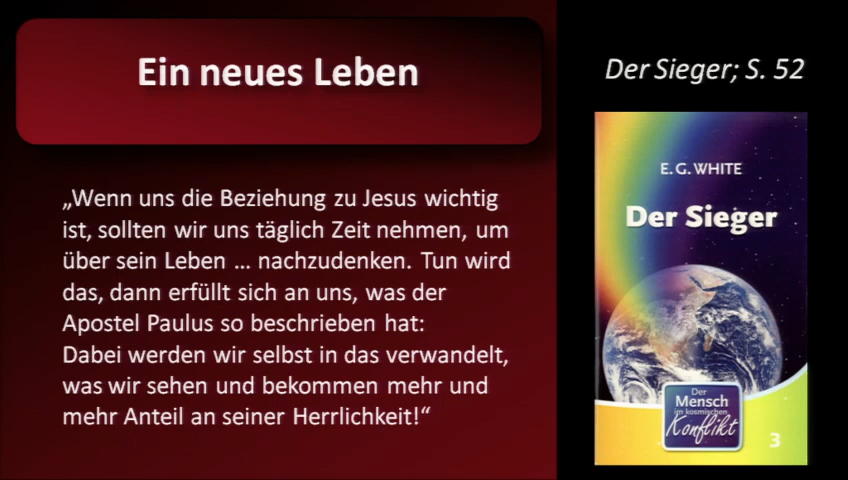 Ein neues Leben
„Wenn uns die Beziehung zu Jesus wichtig
ist, sollten wir uns täglich Zeit nehmen, um
über sein Leben … nachzudenken. Tun wird
das, dann erfüllt sich an uns, was der
Apostel Paulus so beschrieben hat:
Dabei werden wir selbst in das verwandelt,
was wir sehen und bekommen mehr und
mehr Anteil an seiner Herrlichkeit!“
Der Sieger; S. 52
E. G. WHITE
Der Sieger
Der
Mensch
im kosmischen
Konflikt
3